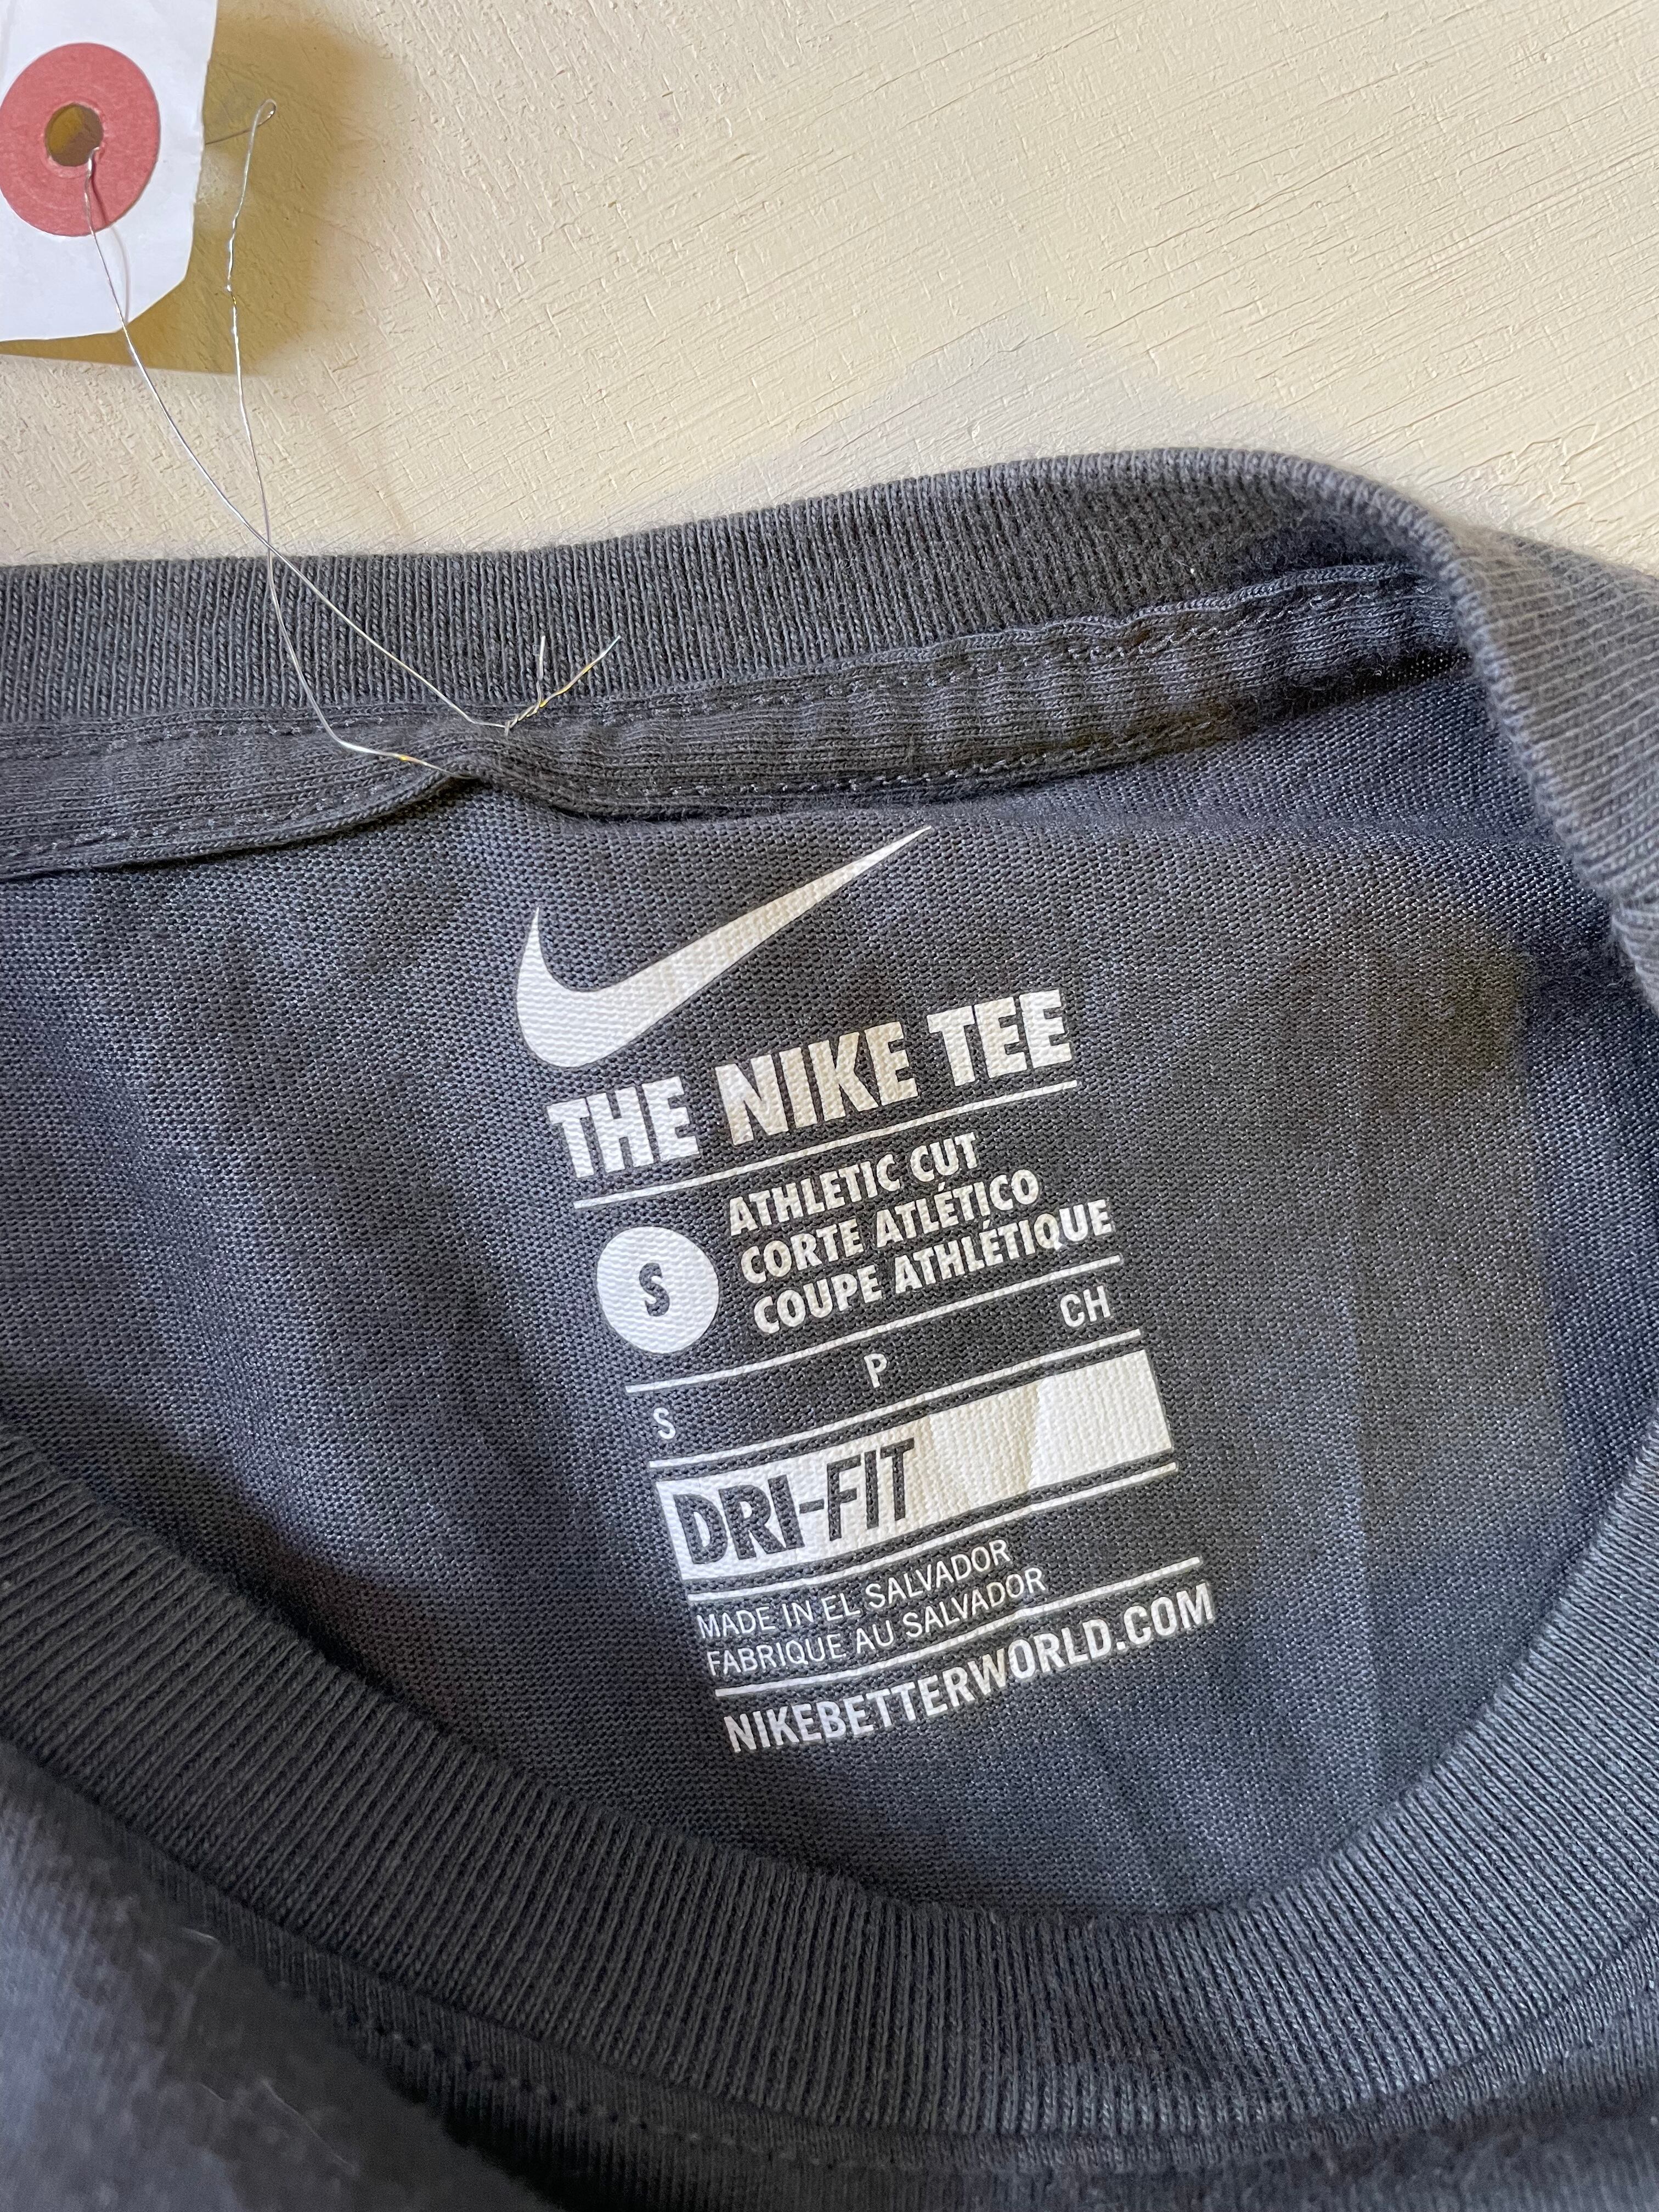 THE NIKE TEE
S
ATHLETIC CUT
CORTE ATLÉTICO
COUPE ATHLÉTIQUE
S P CH
DRI-FIT
MADE IN EL SALVADOR
FABRIQUE AU SALVADOR
NIKEBETTERWORLD.COM